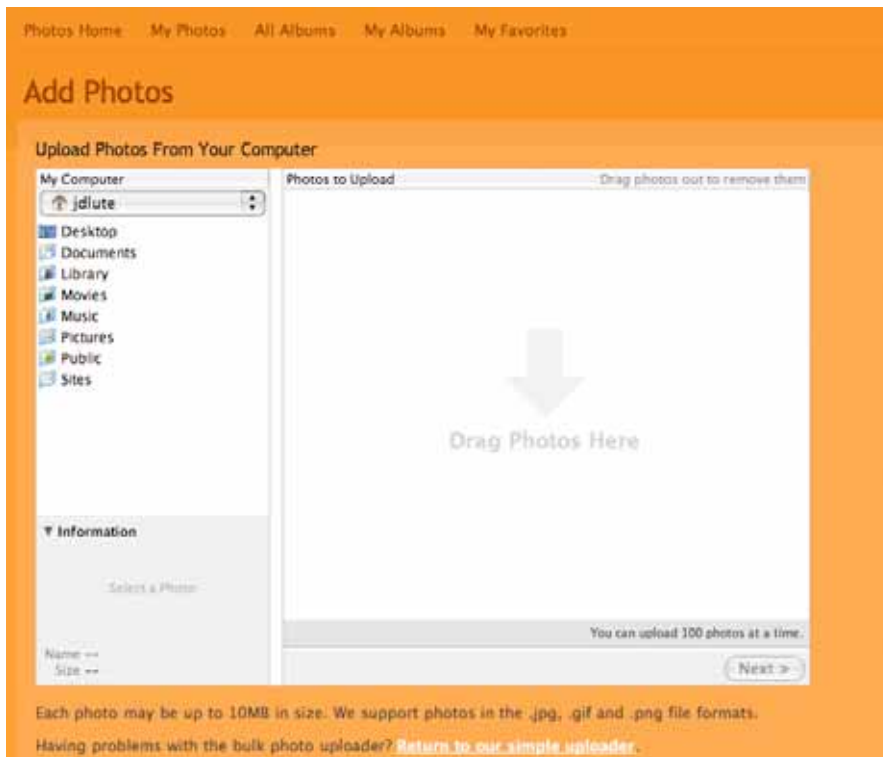 Photos Home My Photos All Albums My Albums My Favorites
Add Photos
Upload Photos From Your Computer
My Computer
jdlute
Desktop
Documents
Library
Movies
Music
Pictures
Public
Sites
▼ Information
Select a Photo
Name --
Size --
Photos to Upload Drag photos out to remove them
Drag Photos Here
You can upload 100 photos at a time.
Next >
Each photo may be up to 10MB in size. We support photos in the .jpg, .gif and .png file formats.
Having problems with the bulk photo uploader? Return to our simple uploader.